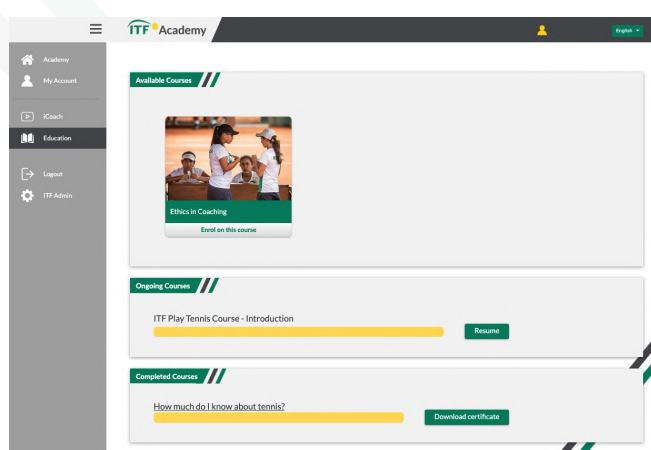 ITF Academy
English
Academy
My Account
iCoach
Education
Logout
ITF Admin
Available Courses
Ethics in Coaching
Enrol on this course
Ongoing Courses
ITF Play Tennis Course - Introduction
Resume
Completed Courses
How much do I know about tennis?
Download certificate